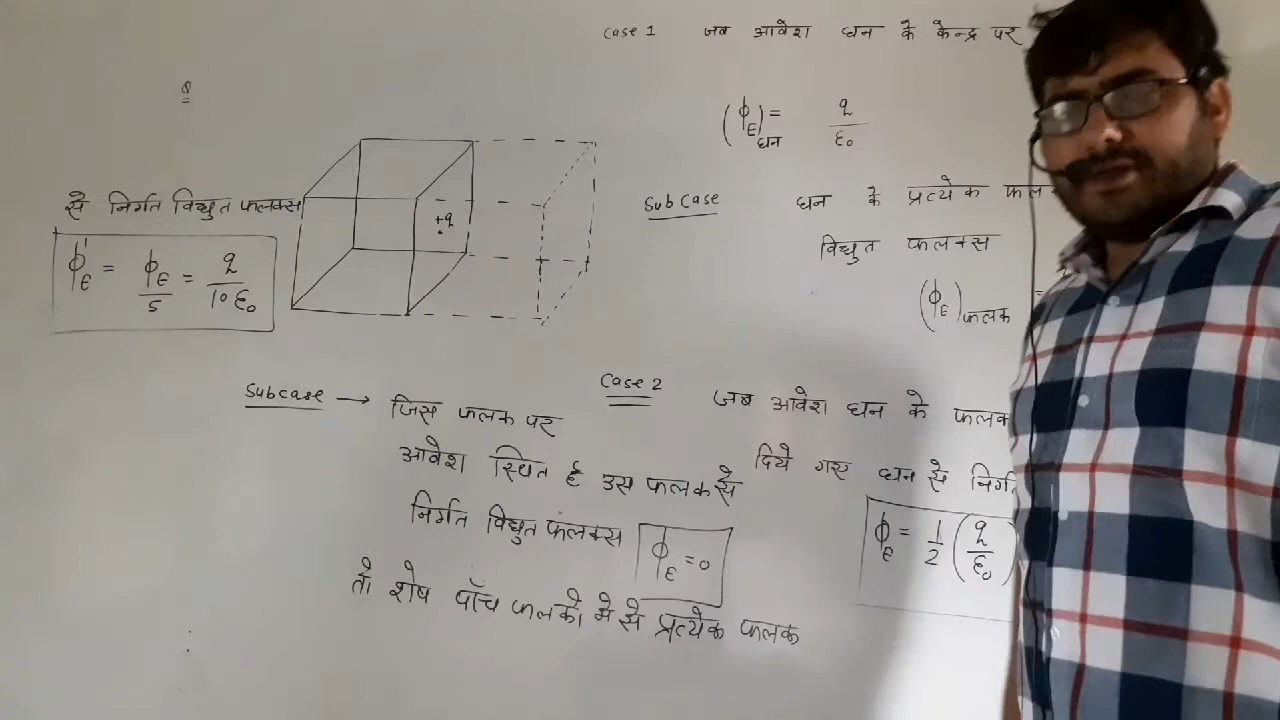 Case 1 जब आवेश घन के केन्द्र पर
(ϕE)घन = q/ε0
Sub Case घन के प्रत्येक फलक
विद्युत फलक्स
(ϕE)फलक =
+q
से निर्गत विद्युत फलक्स
ϕ'E = ϕE/5 = q/10ε0
Case 2 जब आवेश घन के फलक
दिये गए घन से निर्गत
ϕE = 1/2 (q/ε0)
Subcase → जिस फलक पर
आवेश स्थित है उस फलक से
निर्गत विद्युत फलक्स ϕE = 0
तो शेष पाँच फलकों मे से प्रत्येक फलक